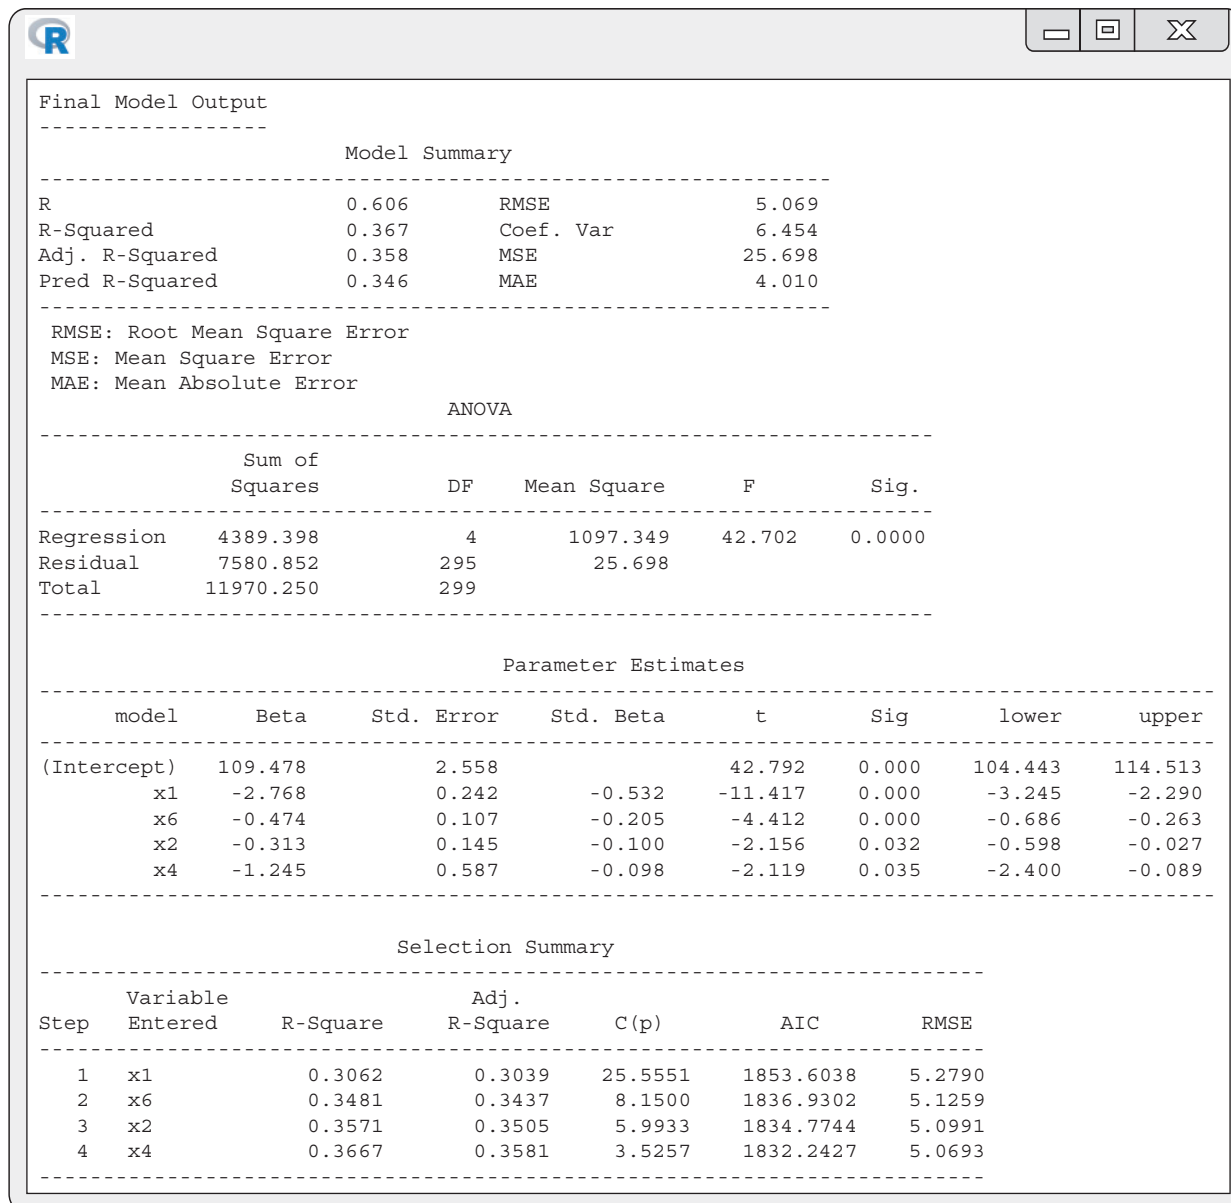 R
Final Model Output
------------------
Model Summary
R 0.606 RMSE 5.069
R-Squared 0.367 Coef. Var 6.454
Adj. R-Squared 0.358 MSE 25.698
Pred R-Squared 0.346 MAE 4.010
RMSE: Root Mean Square Error
MSE: Mean Square Error
MAE: Mean Absolute Error
ANOVA
Sum of
Squares DF Mean Square F Sig.
Regression 4389.398 4 1097.349 42.702 0.0000
Residual 7580.852 295 25.698
Total 11970.250 299
Parameter Estimates
model Beta Std. Error Std. Beta t Sig lower upper
(Intercept) 109.478 2.558 42.792 0.000 104.443 114.513
x1 -2.768 0.242 -0.532 -11.417 0.000 -3.245 -2.290
x6 -0.474 0.107 -0.205 -4.412 0.000 -0.686 -0.263
x2 -0.313 0.145 -0.100 -2.156 0.032 -0.598 -0.027
x4 -1.245 0.587 -0.098 -2.119 0.035 -2.400 -0.089
Selection Summary
Variable Adj.
Step Entered R-Square R-Square C(p) AIC RMSE
1 x1 0.3062 0.3039 25.5551 1853.6038 5.2790
2 x6 0.3481 0.3437 8.1500 1836.9302 5.1259
3 x2 0.3571 0.3505 5.9933 1834.7744 5.0991
4 x4 0.3667 0.3581 3.5257 1832.2427 5.0693